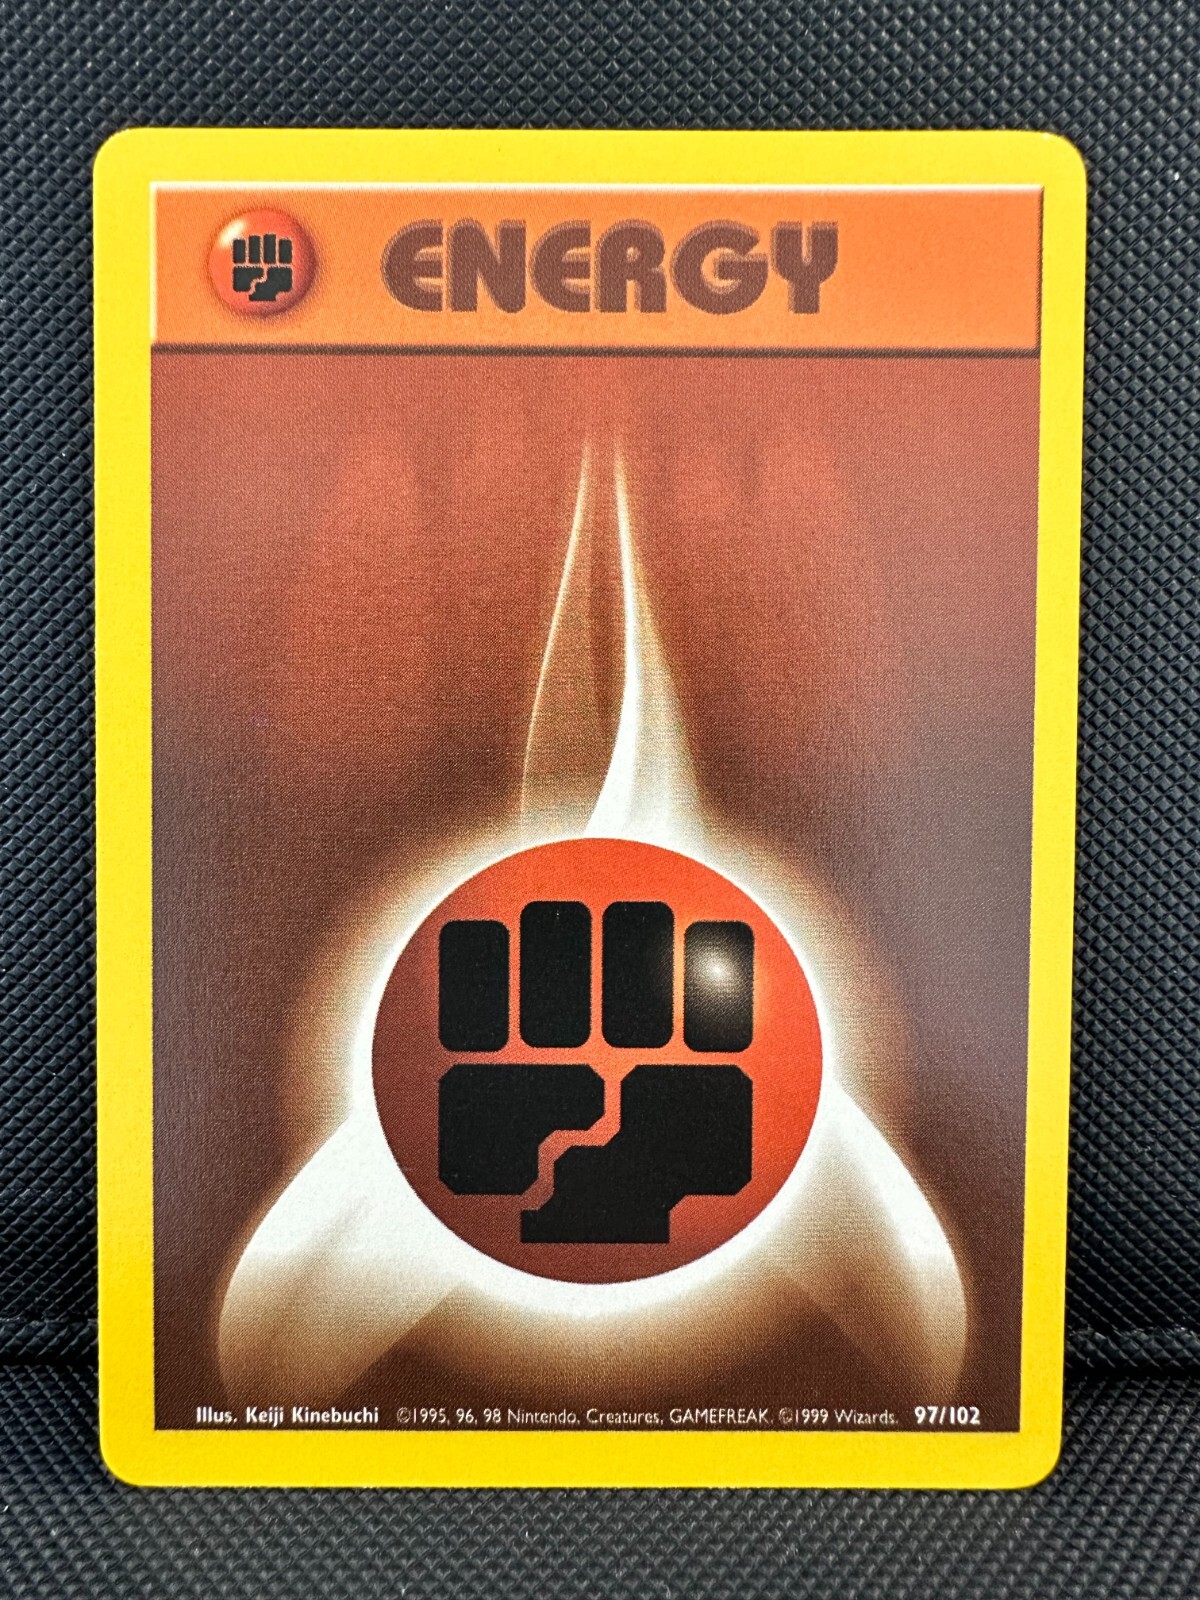 ENERGY
Illus. Keiji Kinebuchi ©1995, 96, 98 Nintendo, Creatures, GAMEFREAK. ©1999 Wizards. 97/102